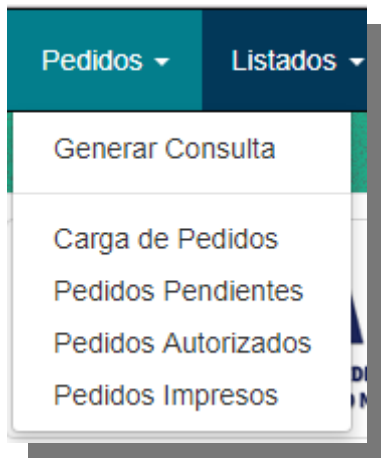 Pedidos Listados
Generar Consulta
Carga de Pedidos
Pedidos Pendientes
Pedidos Autorizados
Pedidos Impresos